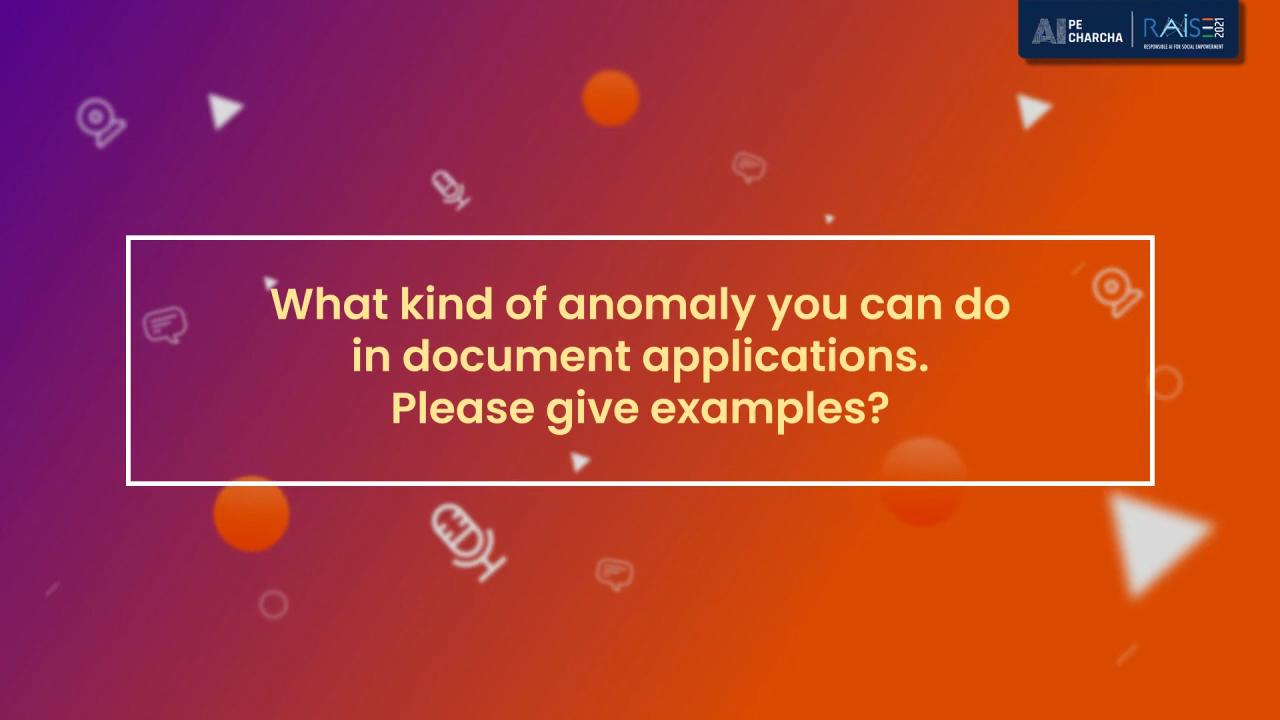 AI PE CHARCHA
RAISE 2021
RESPONSIBLE AI FOR SOCIAL EMPOWERMENT
What kind of anomaly you can do
in document applications.
Please give examples?